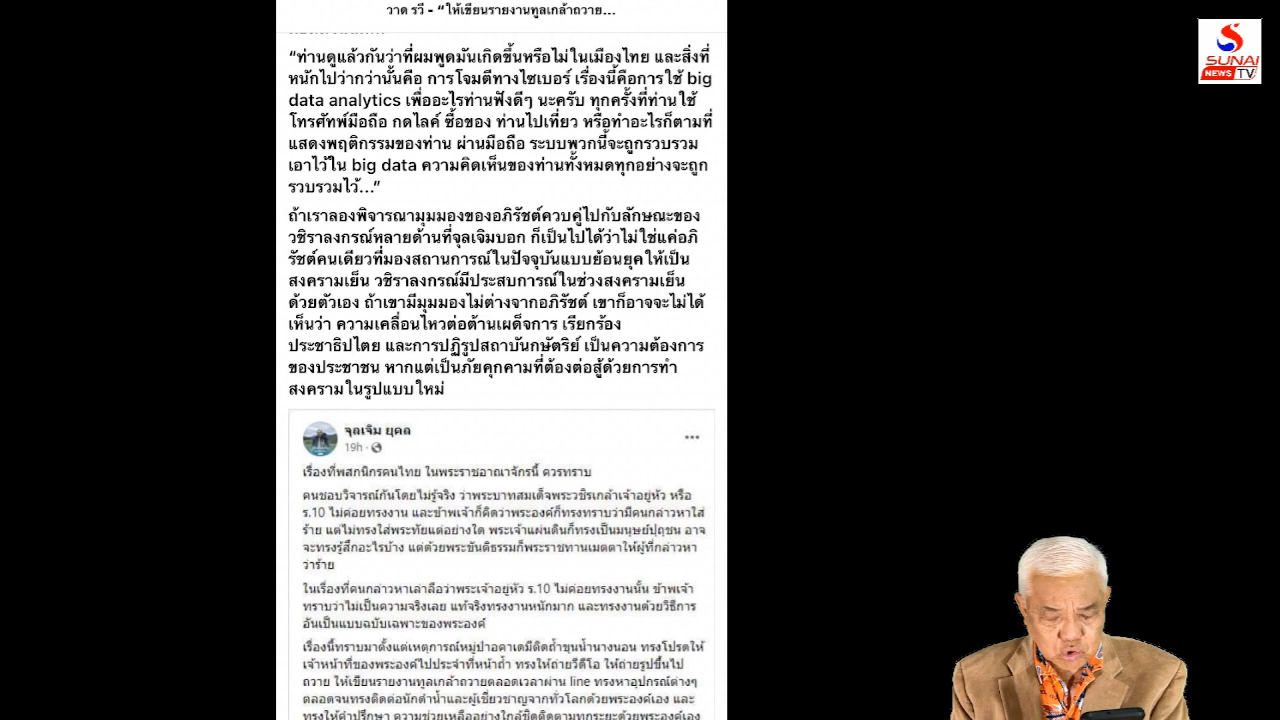 วาด รวี - “ให้เขียนรายงานทูลเกล้าถวาย...
“ท่านดูแล้วกันว่าที่ผมพูดมันเกิดขึ้นหรือไม่ในเมืองไทย และสิ่งที่
หนักไปว่ากว่านั้นคือ การโจมตีทางไซเบอร์ เรื่องนี้คือการใช้ big
data analytics เพื่ออะไรท่านฟังดีๆ นะครับ ทุกครั้งที่ท่านใช้
โทรศัทพ์มือถือ กดไลค์ ซื้อของ ท่านไปเที่ยว หรือทำอะไรก็ตามที่
แสดงพฤติกรรมของท่าน ผ่านมือถือ ระบบพวกนี้จะถูกรวบรวม
เอาไว้ใน big data ความคิดเห็นของท่านทั้งหมดทุกอย่างจะถูก
รวบรวมไว้...”
ถ้าเราลองพิจารณามุมมองของอภิรัชต์ควบคู่ไปกับลักษณะของ
วชิราลงกรณ์หลายด้านที่จุลเจิมบอก ก็เป็นไปได้ว่าไม่ใช่แค่อภิ
รัชต์คนเดียวที่มองสถานการณ์ในปัจจุบันแบบย้อนยุคให้เป็น
สงครามเย็น วชิราลงกรณ์มีประสบการณ์ในช่วงสงครามเย็น
ด้วยตัวเอง ถ้าเขามีมุมมองไม่ต่างจากอภิรัชต์ เขาก็อาจจะไม่ได้
เห็นว่า ความเคลื่อนไหวต่อต้านเผด็จการ เรียกร้อง
ประชาธิปไตย และการปฏิรูปสถาบันกษัตริย์ เป็นความต้องการ
ของประชาชน หากแต่เป็นภัยคุกคามที่ต้องต่อสู้ด้วยการทำ
สงครามในรูปแบบใหม่
จุลเจิม ยุคล
19h ·
เรื่องที่พสกนิกรคนไทย ในพระราชอาณาจักรนี้ ควรทราบ
คนชอบวิจารณ์กันโดยไม่รู้จริง ว่าพระบาทสมเด็จพระวชิรเกล้าเจ้าอยู่หัว หรือ
ร.10 ไม่ค่อยทรงงาน และข้าพเจ้าก็คิดว่าพระองค์ก็ทรงทราบว่ามีคนกล่าวหาใส่
ร้าย แต่ไม่ทรงใส่พระทัยแต่อย่างใด พระเจ้าแผ่นดินก็ทรงเป็นมนุษย์ปุถุชน อาจ
จะทรงรู้สึกอะไรบ้าง แต่ด้วยพระขันติธรรมก็พระราชทานเมตตาให้ผู้ที่กล่าวหา
ว่าร้าย
ในเรื่องที่คนกล่าวหาเล่าลือว่าพระเจ้าอยู่หัว ร.10 ไม่ค่อยทรงงานนั้น ข้าพเจ้า
ทราบว่าไม่เป็นความจริงเลย แท้จริงทรงงานหนักมาก และทรงงานด้วยวิธีการ
อันเป็นแบบฉบับเฉพาะของพระองค์
เรื่องนี้ทราบมาตั้งแต่เหตุการณ์หมู่ป่าอคาเดมีติดถ้ำขุนน้ำนางนอน ทรงโปรดให้
เจ้าหน้าที่ของพระองค์ไปประจำที่หน้าถ้ำ ทรงให้ถ่ายวีดีโอ ให้ถ่ายรูปขึ้นไป
ถวาย ให้เขียนรายงานทูลเกล้าถวายตลอดเวลาผ่าน line ทรงหาอุปกรณ์ต่างๆ
ตลอดจนทรงติดต่อนักดำน้ำและผู้เชี่ยวชาญจากทั่วโลกด้วยพระองค์เอง และ
ทรงให้คำปรึกษา ความช่วยเหลืออย่างใกล้ชิดติดตามทุกระยะด้วยพระองค์เอง
SUNAI
NEWS TV